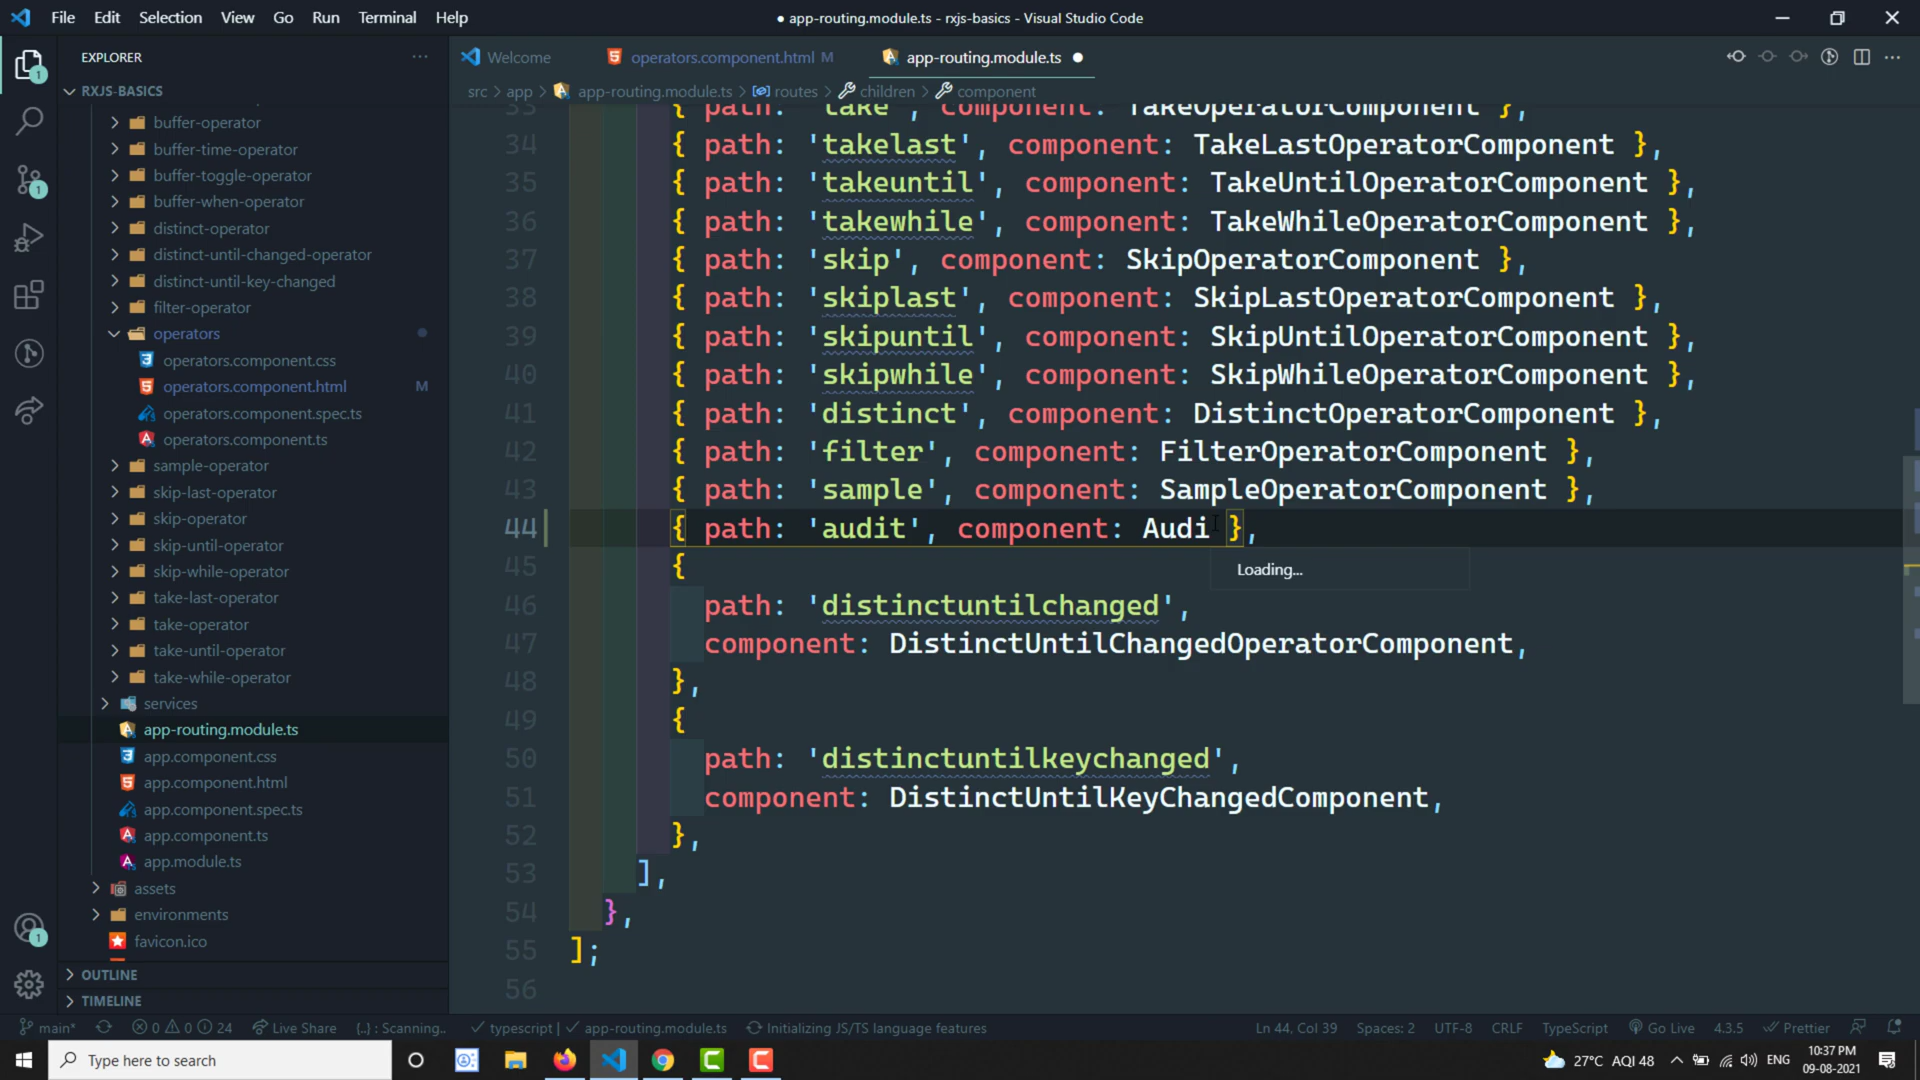 File Edit Selection View Go Run Terminal Help
● app-routing.module.ts - rxjs-basics - Visual Studio Code
EXPLORER
Welcome
operators.component.html M
app-routing.module.ts ●
RXJS-BASICS
src > app > app-routing.module.ts > routes > children > component
buffer-operator
buffer-time-operator
buffer-toggle-operator
buffer-when-operator
distinct-operator
distinct-until-changed-operator
distinct-until-key-changed
filter-operator
operators
operators.component.css
operators.component.html M
operators.component.spec.ts
operators.component.ts
sample-operator
skip-last-operator
skip-operator
skip-until-operator
skip-while-operator
take-last-operator
take-operator
take-until-operator
take-while-operator
services
app-routing.module.ts
app.component.css
app.component.html
app.component.spec.ts
app.component.ts
app.module.ts
assets
environments
favicon.ico
OUTLINE
TIMELINE
33 { path: 'take', component: TakeOperatorComponent },
34 { path: 'takelast', component: TakeLastOperatorComponent },
35 { path: 'takeuntil', component: TakeUntilOperatorComponent },
36 { path: 'takewhile', component: TakeWhileOperatorComponent },
37 { path: 'skip', component: SkipOperatorComponent },
38 { path: 'skiplast', component: SkipLastOperatorComponent },
39 { path: 'skipuntil', component: SkipUntilOperatorComponent },
40 { path: 'skipwhile', component: SkipWhileOperatorComponent },
41 { path: 'distinct', component: DistinctOperatorComponent },
42 { path: 'filter', component: FilterOperatorComponent },
43 { path: 'sample', component: SampleOperatorComponent },
44 { path: 'audit', component: Audi },
Loading...
45 {
46 path: 'distinctuntilchanged',
47 component: DistinctUntilChangedOperatorComponent,
48 },
49 {
50 path: 'distinctuntilkeychanged',
51 component: DistinctUntilKeyChangedComponent,
52 },
53 ],
54 },
55 ];
56
1
1
1
main* 0 0 24 Live Share {..} : Scanning.. typescript | app-routing.module.ts Initializing JS/TS language features
Ln 44, Col 39 Spaces: 2 UTF-8 CRLF TypeScript Go Live 4.3.5 Prettier
Type here to search
27°C AQI 48 ENG
10:37 PM
09-08-2021